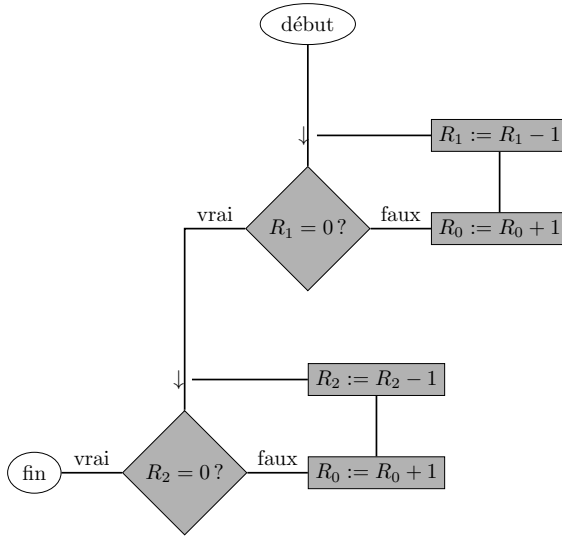 début
↓
R₁ := R₁ − 1
vrai
R₁ = 0 ?
faux
R₀ := R₀ + 1
↓
R₂ := R₂ − 1
fin
vrai
R₂ = 0 ?
faux
R₀ := R₀ + 1